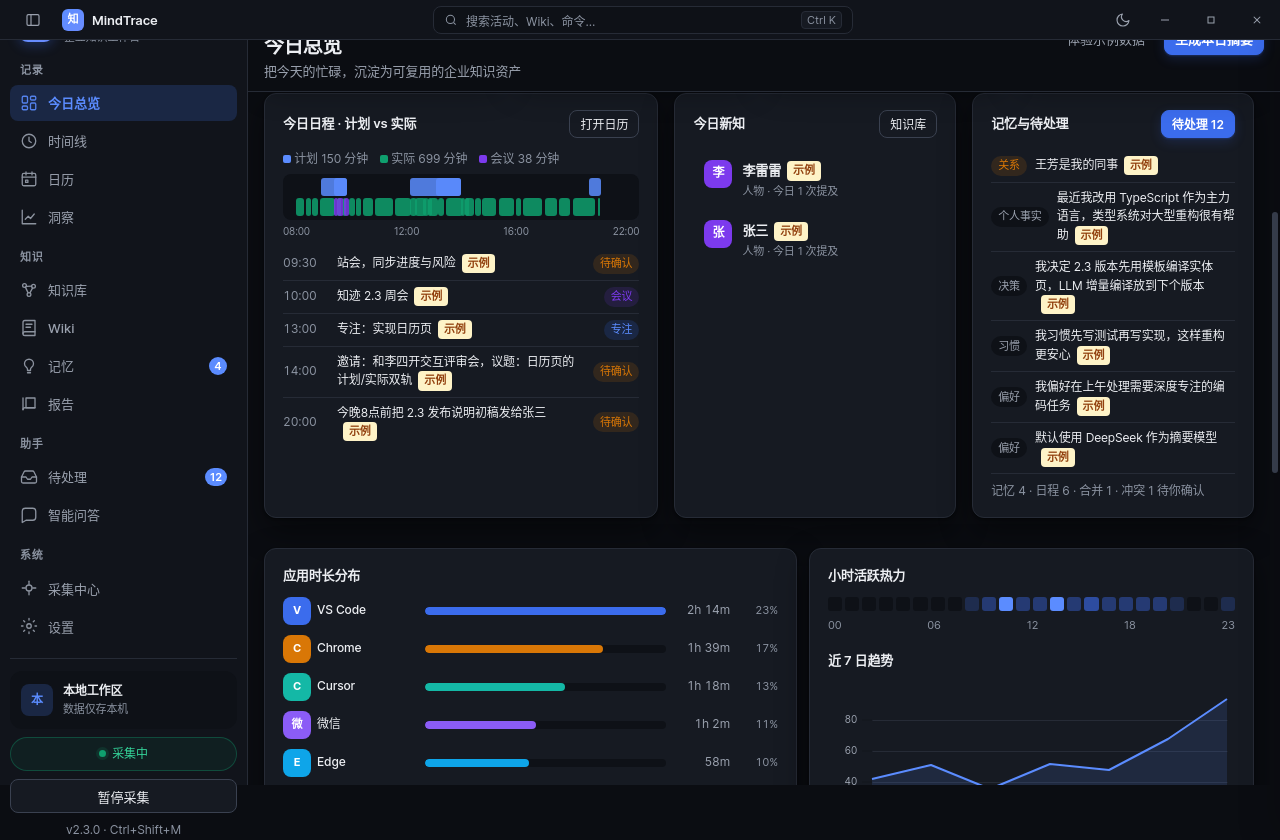 知 MindTrace
搜索活动、Wiki、命令...
Ctrl K
记录
今日总览
时间线
日历
洞察
知识
知识库
Wiki
记忆 4
报告
助手
待处理 12
智能问答
系统
采集中心
设置
本 本地工作区
数据仅存本机
采集中
暂停采集
v2.3.0 · Ctrl+Shift+M
今日总览
把今天的忙碌，沉淀为可复用的企业知识资产
体验示例数据
生成本日摘要
今日日程 · 计划 vs 实际
打开日历
计划 150 分钟 实际 699 分钟 会议 38 分钟
08:00 12:00 16:00 22:00
09:30 站会，同步进度与风险 示例 待确认
10:00 知迹 2.3 周会 示例 会议
13:00 专注：实现日历页 示例 专注
14:00 邀请：和李四开交互评审会，议题：日历页的
计划/实际双轨 示例 待确认
20:00 今晚8点前把 2.3 发布说明初稿发给张三
示例 待确认
今日新知
知识库
李 李雷雷 示例
人物 · 今日 1 次提及
张 张三 示例
人物 · 今日 1 次提及
记忆与待处理
待处理 12
关系 王芳是我的同事 示例
个人事实 最近我改用 TypeScript 作为主力
语言，类型系统对大型重构很有帮
助 示例
决策 我决定 2.3 版本先用模板编译实体
页，LLM 增量编译放到下个版本
示例
习惯 我习惯先写测试再写实现，这样重构
更安心 示例
偏好 我偏好在上午处理需要深度专注的编
码任务 示例
偏好 默认使用 DeepSeek 作为摘要模型
示例
记忆 4 · 日程 6 · 合并 1 · 冲突 1 待你确认
应用时长分布
V VS Code 2h 14m 23%
C Chrome 1h 39m 17%
C Cursor 1h 18m 13%
微 微信 1h 2m 11%
E Edge 58m 10%
小时活跃热力
00 06 12 18 23
近 7 日趋势
80
60
40